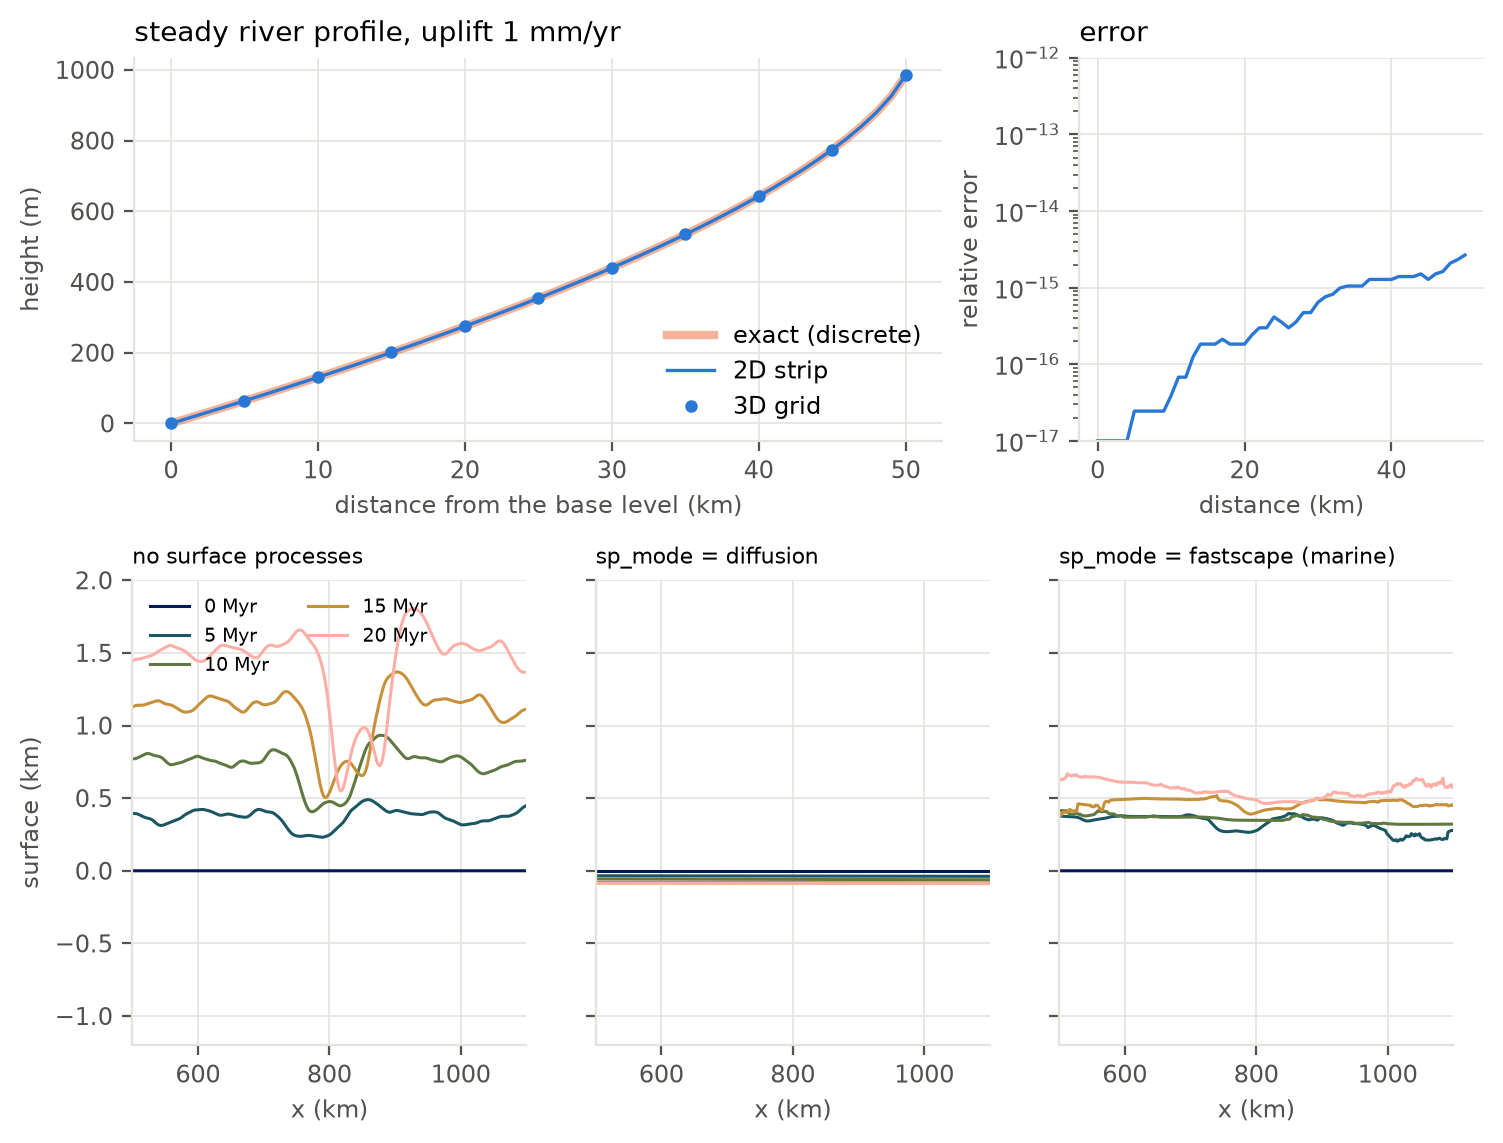 steady river profile, uplift 1 mm/yr
height (m)
1000
800
600
400
200
0
exact (discrete)
2D strip
3D grid
0 10 20 30 40 50
distance from the base level (km)
error
relative error
10⁻¹²
10⁻¹³
10⁻¹⁴
10⁻¹⁵
10⁻¹⁶
10⁻¹⁷
0 20 40
distance (km)
no surface processes
surface (km)
2.0
1.5
1.0
0.5
0.0
−0.5
−1.0
0 Myr 15 Myr
5 Myr 20 Myr
10 Myr
600 800 1000
x (km)
sp_mode = diffusion
600 800 1000
x (km)
sp_mode = fastscape (marine)
600 800 1000
x (km)